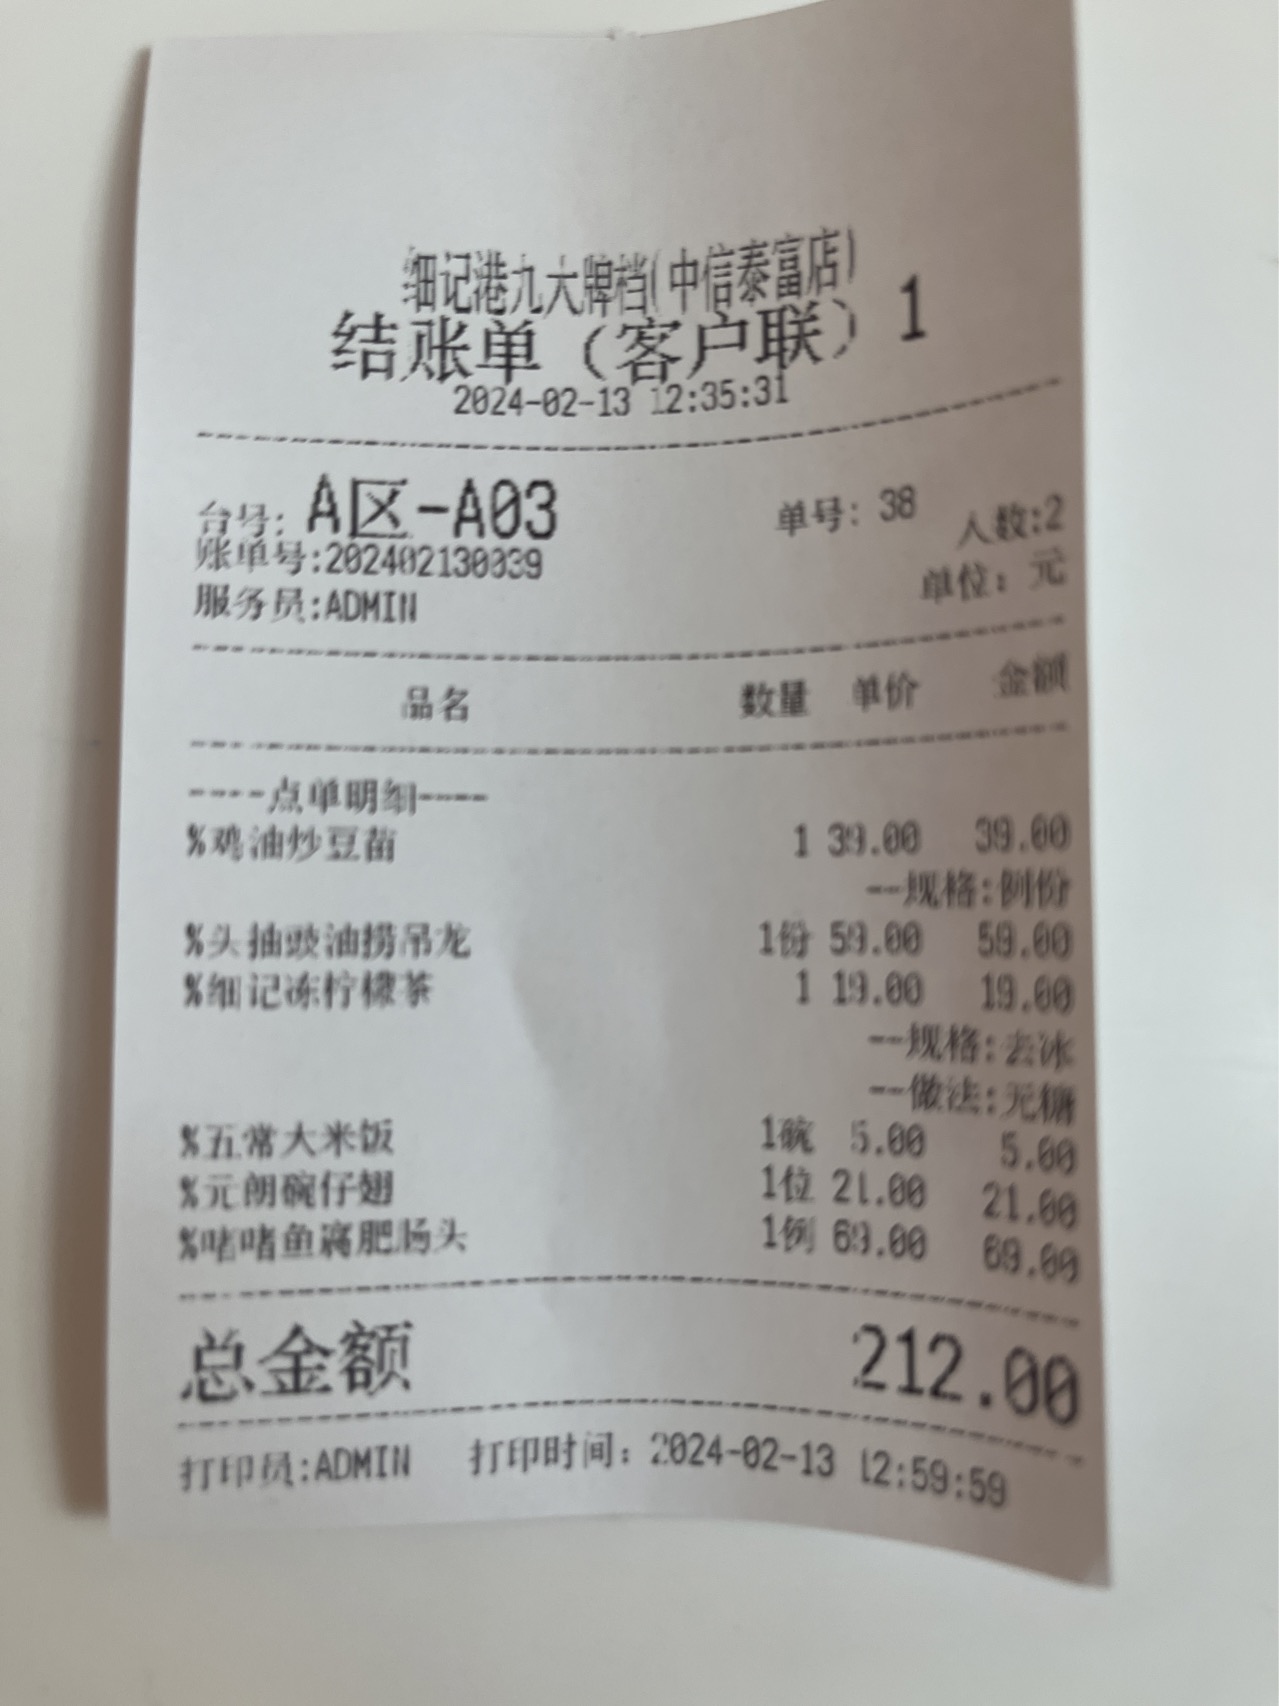 细记港九大牌档(中信泰富店)
结账单（客户联）1
2024-02-13 12:35:31
台号: A区-A03 单号: 38 人数:2
账单号:202402130039 单位: 元
服务员:ADMIN
品名 数量 单价 金额
----点单明细----
%鸡油炒豆苗 1 39.00 39.00
--规格:例份
%头抽豉油捞吊龙 1份 59.00 59.00
%细记冻柠檬茶 1 19.00 19.00
--规格:去冰
--做法:无糖
%五常大米饭 1碗 5.00 5.00
%元朗碗仔翅 1位 21.00 21.00
%啫啫鱼腐肥肠头 1例 69.00 69.00
总金额 212.00
打印员:ADMIN 打印时间: 2024-02-13 12:59:59